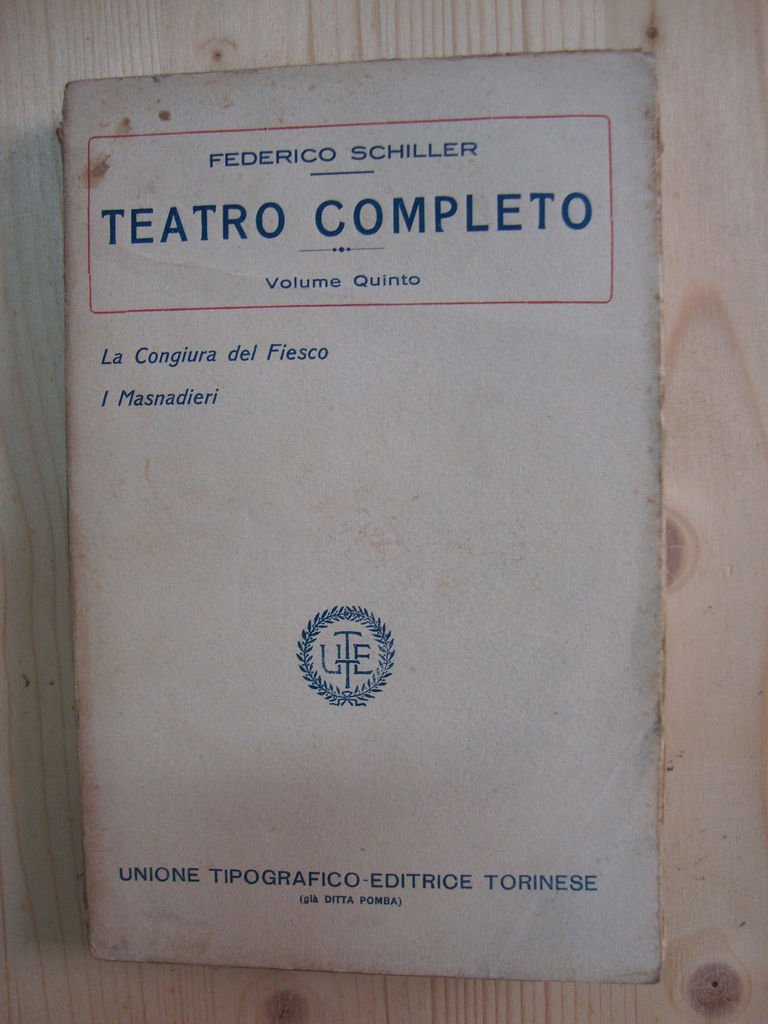 FEDERICO SCHILLER
TEATRO COMPLETO
Volume Quinto
La Congiura del Fiesco
I Masnadieri
UTET
UNIONE TIPOGRAFICO-EDITRICE TORINESE
(già DITTA POMBA)